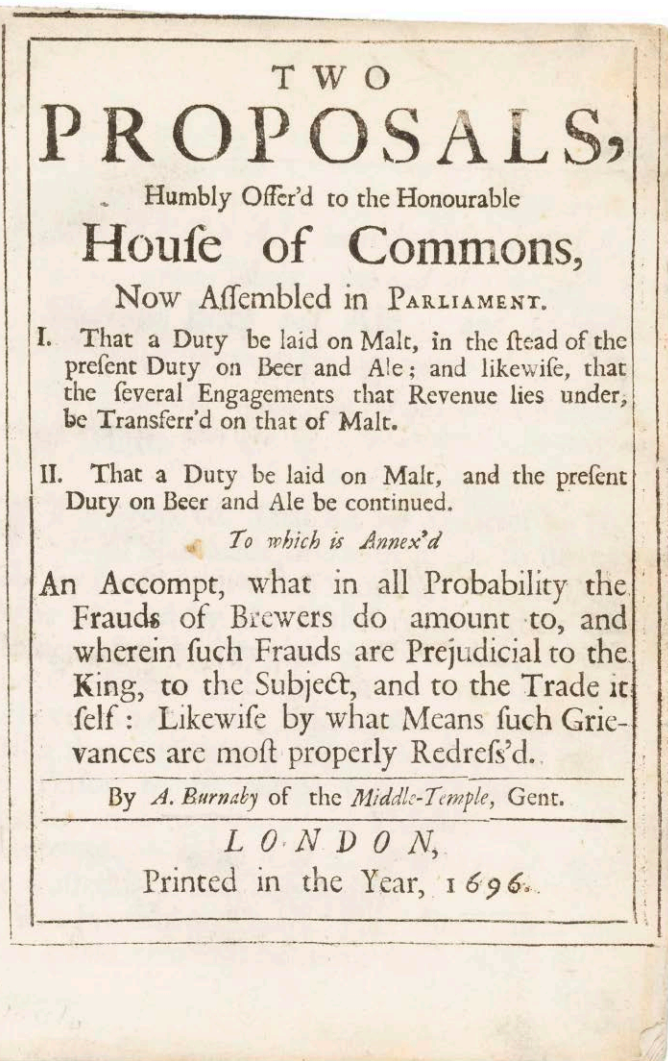 TWO
PROPOSALS,
Humbly Offer'd to the Honourable
Houſe of Commons,
Now Aſſembled in PARLIAMENT.
I. That a Duty be laid on Malt, in the ſtead of the
preſent Duty on Beer and Ale; and likewiſe, that
the ſeveral Engagements that Revenue lies under,
be Transferr'd on that of Malt.
II. That a Duty be laid on Malt, and the preſent
Duty on Beer and Ale be continued.
To which is Annex'd
An Accompt, what in all Probability the
Frauds of Brewers do amount to, and
wherein ſuch Frauds are Prejudicial to the
King, to the Subject, and to the Trade it
ſelf: Likewiſe by what Means ſuch Grie-
vances are moſt properly Redreſs'd.
By A. Burnaby of the Middle-Temple, Gent.
LONDON,
Printed in the Year, 1696.